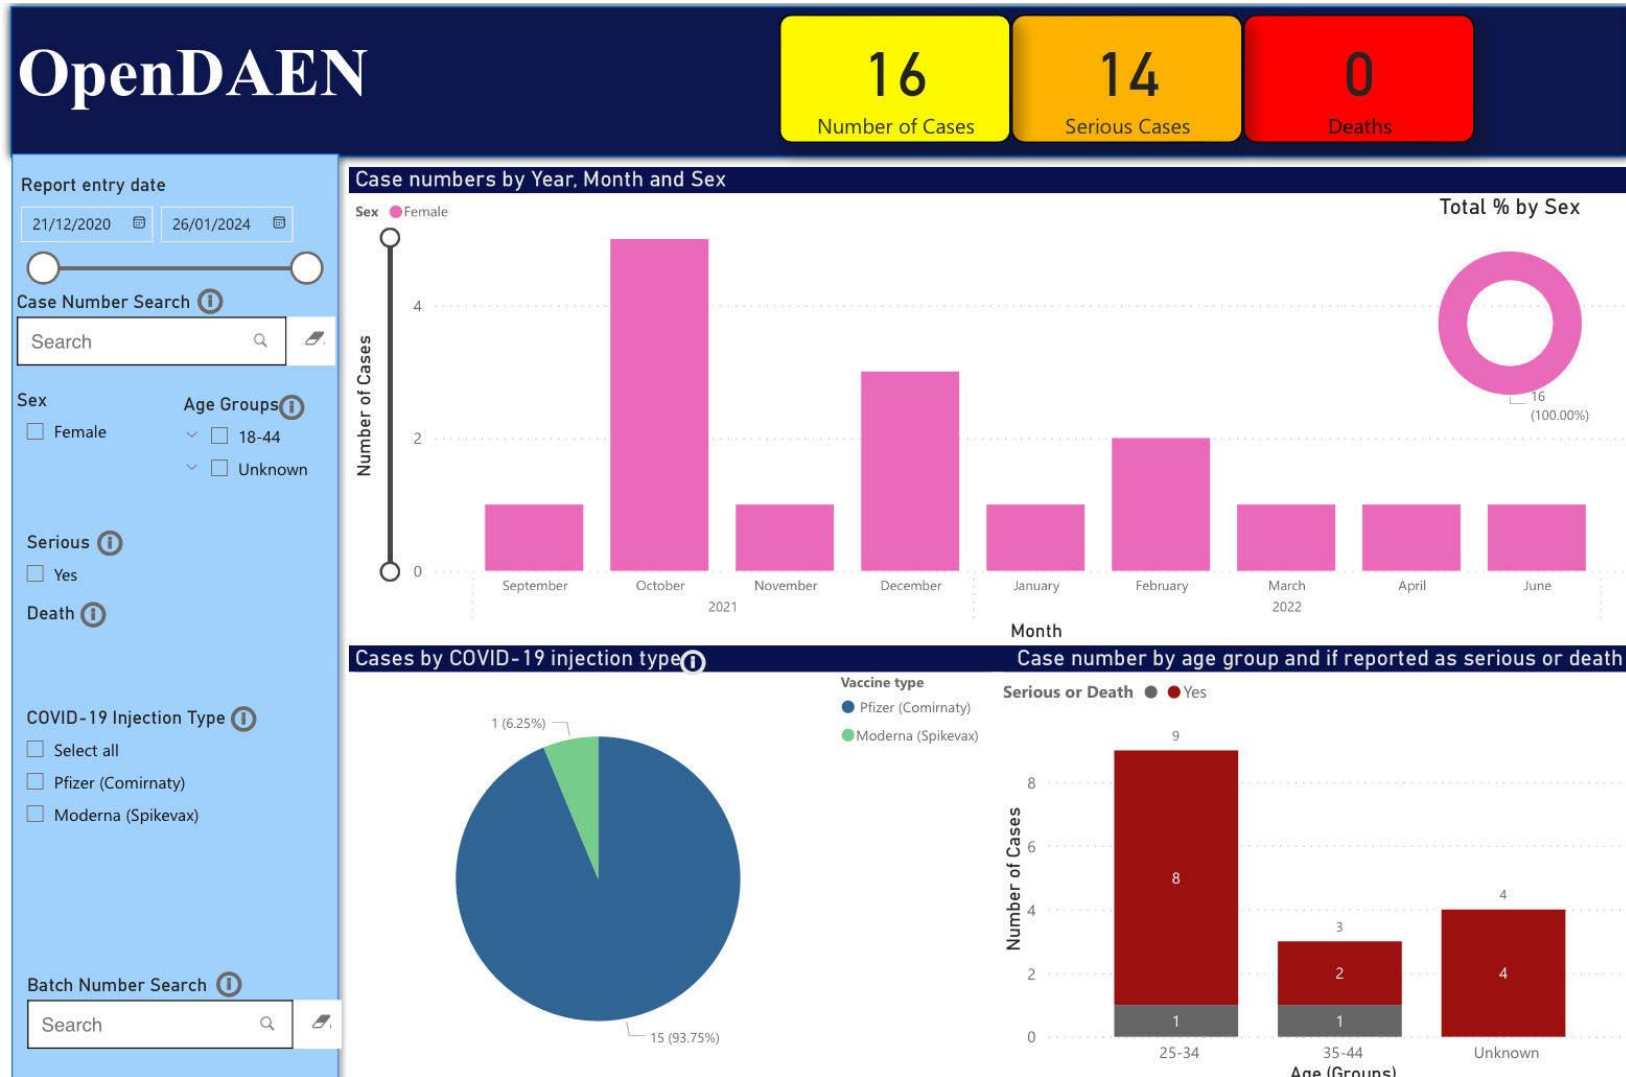 OpenDAEN
16
Number of Cases
14
Serious Cases
0
Deaths
Report entry date
21/12/2020
26/01/2024
Case Number Search
Search
Sex
Female
Age Groups
18-44
Unknown
Serious
Yes
Death
COVID-19 Injection Type
Select all
Pfizer (Comirnaty)
Moderna (Spikevax)
Batch Number Search
Search
Case numbers by Year, Month and Sex
Sex Female
Total % by Sex
16
(100.00%)
Number of Cases
4
2
0
September October November December January February March April June
2021 2022
Month
Cases by COVID-19 injection type
Vaccine type
Pfizer (Comirnaty)
Moderna (Spikevax)
1 (6.25%)
15 (93.75%)
Case number by age group and if reported as serious or death
Serious or Death Yes
Number of Cases
8
6
4
2
0
9
8
1
3
2
1
4
4
25-34 35-44 Unknown
Age (Groups)